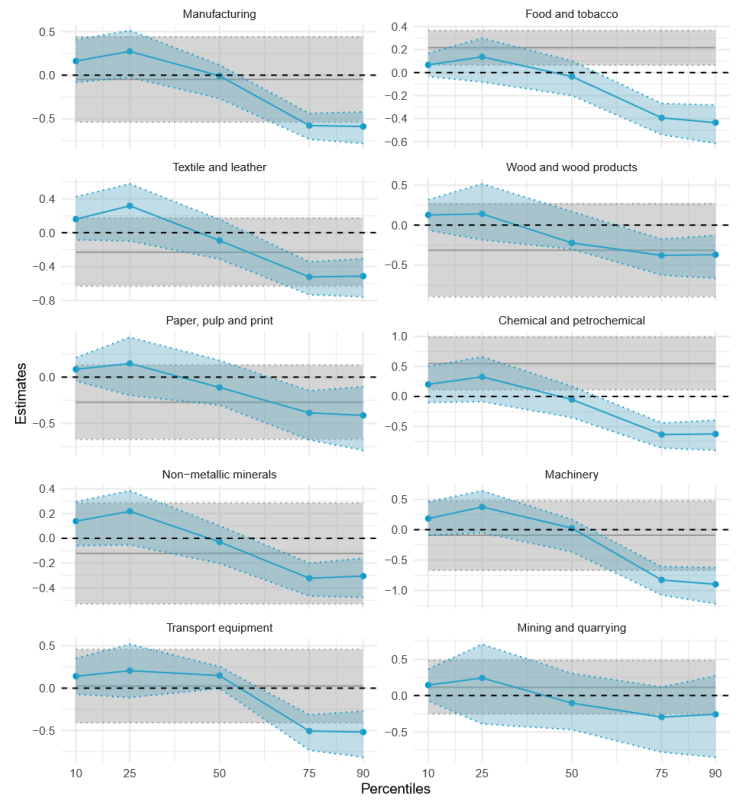 Manufacturing
Food and tobacco
0.5
0.0
−0.5
0.4
0.2
0.0
−0.2
−0.4
−0.6
Textile and leather
Wood and wood products
0.4
0.0
−0.4
−0.8
0.5
0.0
−0.5
Paper, pulp and print
Chemical and petrochemical
0.0
−0.5
1.0
0.5
0.0
−0.5
Estimates
Non−metallic minerals
Machinery
0.4
0.2
0.0
−0.2
−0.4
0.5
0.0
−0.5
−1.0
Transport equipment
Mining and quarrying
0.5
0.0
−0.5
0.5
0.0
−0.5
10 25 50 75 90
10 25 50 75 90
Percentiles